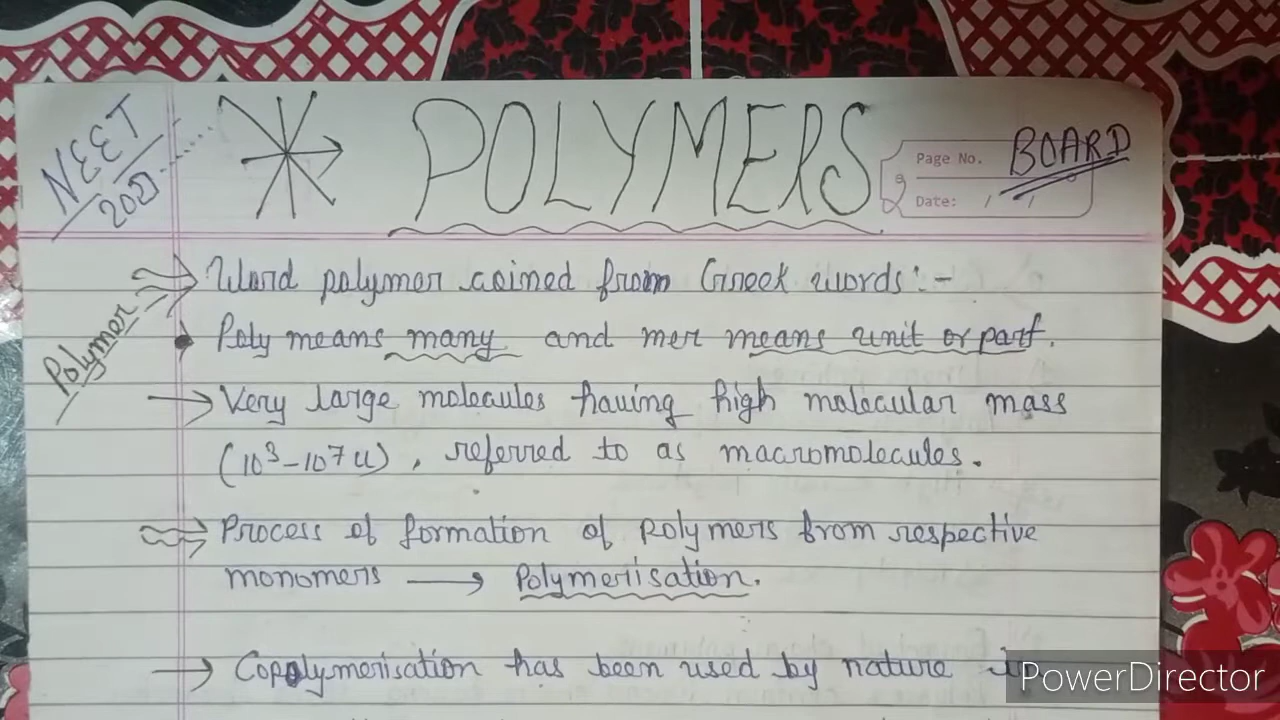 NEET
POLYMERS
Page No.
BOARD
Date: / /
Word polymer coined from Greek words:-
Polymer
Poly means many and mer means unit or part.
Very large molecules having high molecular mass
(10³-10⁷u), referred to as macromolecules.
Process of formation of Polymers from respective
monomers → Polymerisation.
→ Copolymerisation has been used by nature
PowerDirector